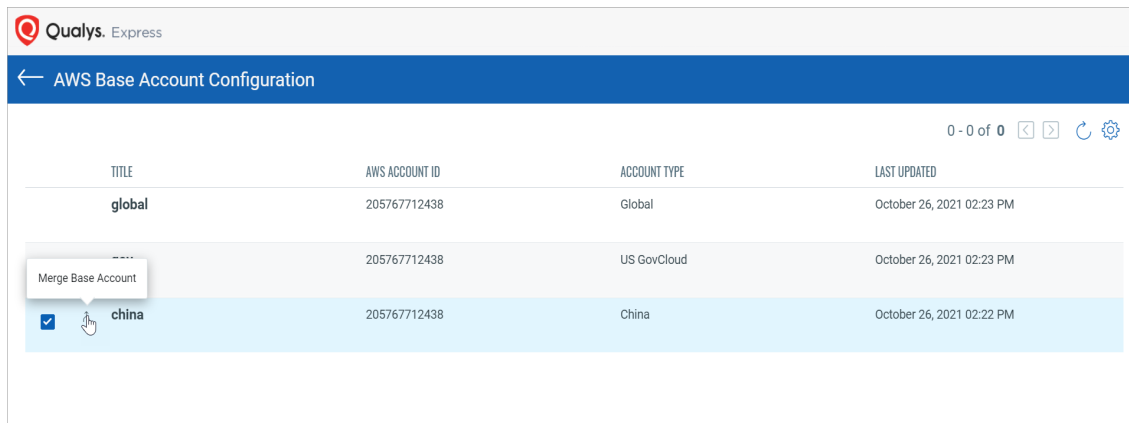 Qualys. Express
AWS Base Account Configuration
0 - 0 of 0
TITLE AWS ACCOUNT ID ACCOUNT TYPE LAST UPDATED
global 205767712438 Global October 26, 2021 02:23 PM
205767712438 US GovCloud October 26, 2021 02:23 PM
Merge Base Account
china 205767712438 China October 26, 2021 02:22 PM